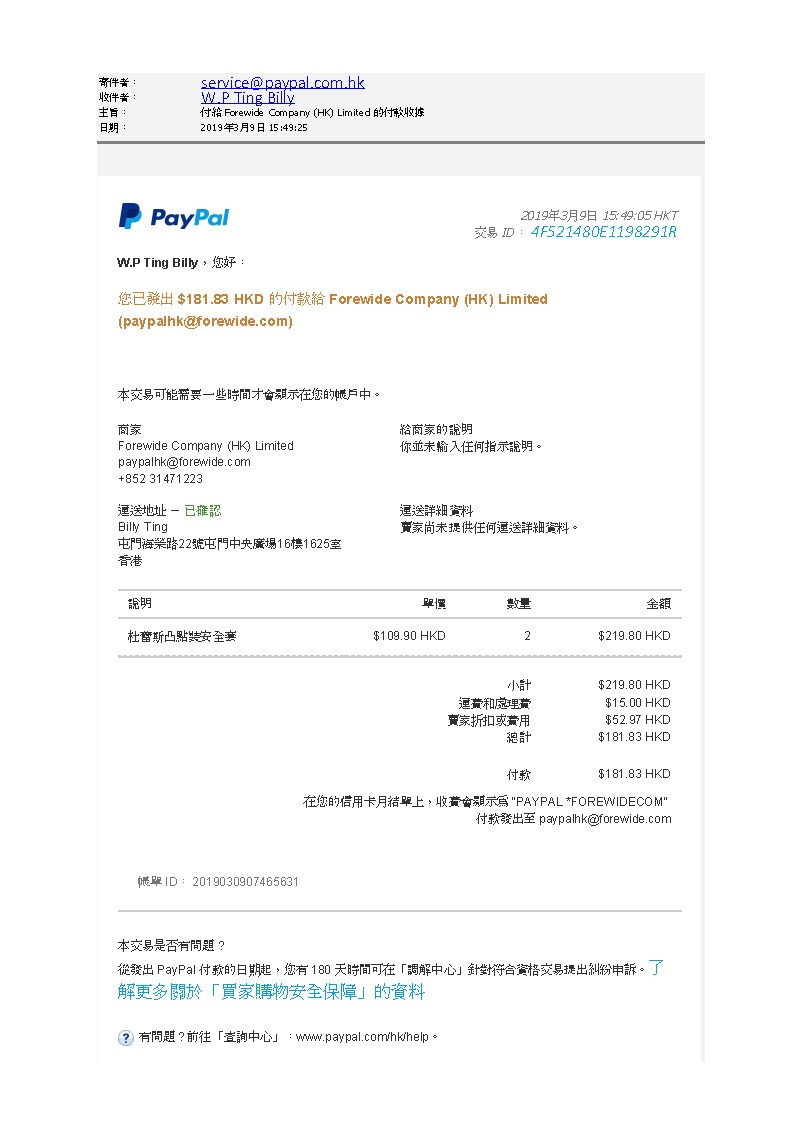 寄件者：
service@paypal.com.hk
收件者：
W.P Ting Billy
主旨：
付給 Forewide Company (HK) Limited 的付款收據
日期：
2019年3月9日 15:49:25
PayPal
2019年3月9日 15:49:05 HKT
交易 ID： 4F521480E1198291R
W.P Ting Billy，您好：
您已發出 $181.83 HKD 的付款給 Forewide Company (HK) Limited
(paypalhk@forewide.com)
本交易可能需要一些時間才會顯示在您的帳戶中。
商家
Forewide Company (HK) Limited
paypalhk@forewide.com
+852 31471223
給商家的說明
你並未輸入任何指示說明。
運送地址 － 已確認
Billy Ting
屯門海榮路22號屯門中央廣場16樓1625室
香港
運送詳細資料
賣家尚未提供任何運送詳細資料。
說明 單價 數量 金額
杜蕾斯凸點裝安全套 $109.90 HKD 2 $219.80 HKD
小計 $219.80 HKD
運費和處理費 $15.00 HKD
賣家折扣或費用 $52.97 HKD
總計 $181.83 HKD
付款 $181.83 HKD
在您的信用卡月結單上，收費會顯示為 "PAYPAL *FOREWIDECOM"
付款發出至 paypalhk@forewide.com
帳單 ID： 2019030907465631
本交易是否有問題？
從發出 PayPal 付款的日期起，您有 180 天時間可在「調解中心」針對符合資格交易提出糾紛申訴。了
解更多關於「買家購物安全保障」的資料
? 有問題？前往「查詢中心」：www.paypal.com/hk/help。